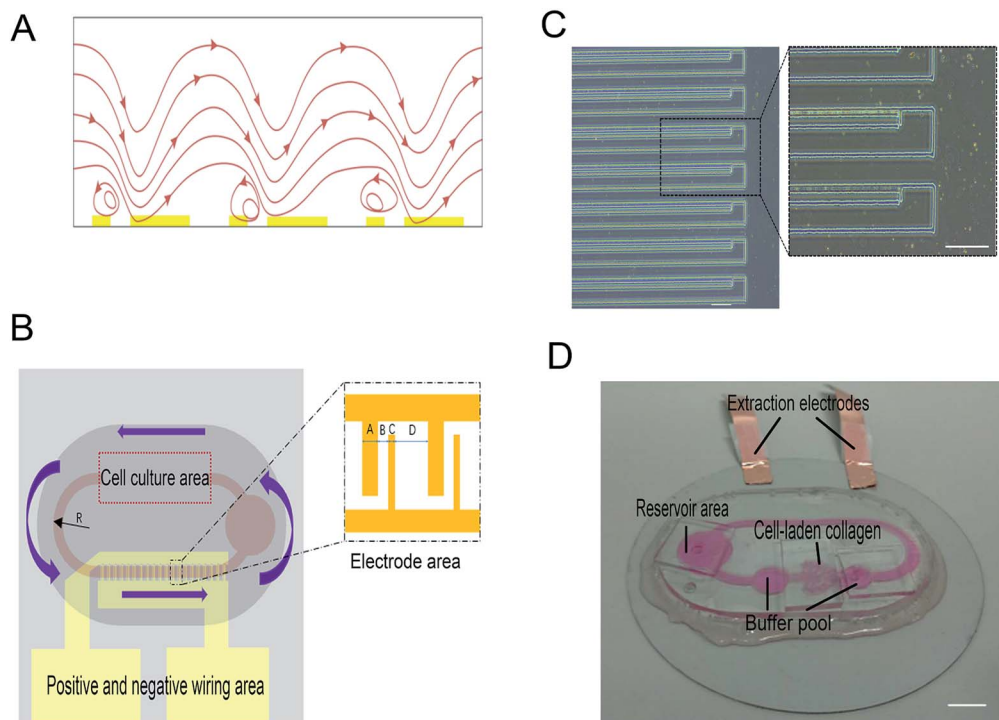 A
B
Cell culture area
R
Positive and negative wiring area
A B C D
Electrode area
C
D
Extraction electrodes
Reservoir area
Cell-laden collagen
Buffer pool